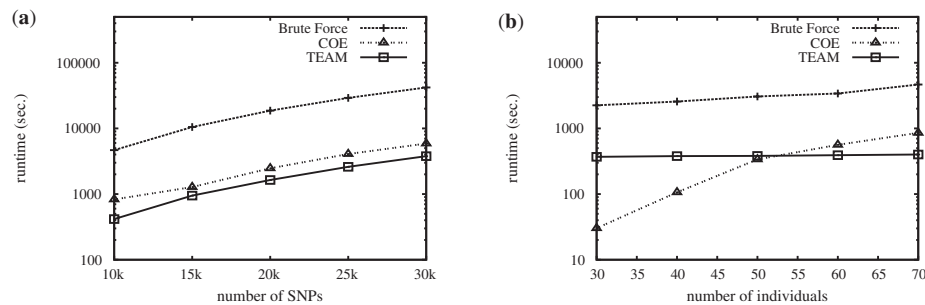 (a)
Brute Force
COE
TEAM
100000
10000
1000
100
runtime (sec.)
10k 15k 20k 25k 30k
number of SNPs
(b)
Brute Force
COE
TEAM
10000
1000
100
10
runtime (sec.)
30 35 40 45 50 55 60 65 70
number of individuals